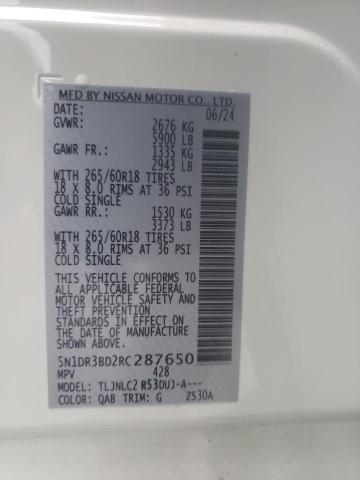 MFD BY NISSAN MOTOR CO., LTD.
DATE: 06/24
GVWR: 2676 KG
5900 LB
GAWR FR: 1335 KG
2943 LB
WITH 265/60R18 TIRES
18 X 8.0 RIMS AT 36 PSI
COLD SINGLE
GAWR RR: 1530 KG
3373 LB
WITH 265/60R18 TIRES
18 X 8.0 RIMS AT 36 PSI
COLD SINGLE
THIS VEHICLE CONFORMS TO
ALL APPLICABLE FEDERAL
MOTOR VEHICLE SAFETY
AND THEFT PREVENTION
STANDARDS IN EFFECT ON
THE DATE OF MANUFACTURE
SHOWN ABOVE.
5N1DR3BD2RC287650
MPV 428
MODEL: TLJNLC2 R53DUJ-A---
COLOR: QAB TRIM: G ZS30A